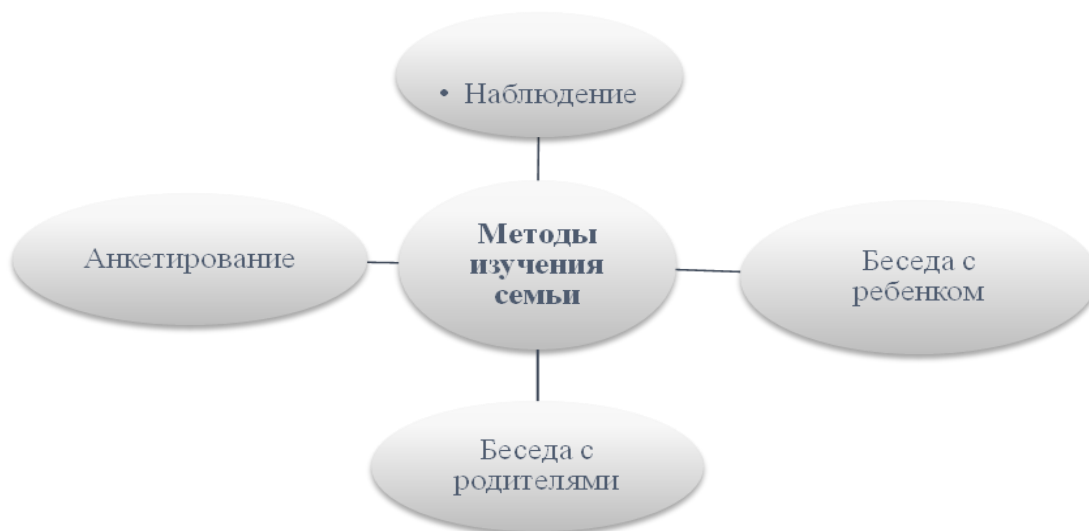 • Наблюдение
Анкетирование
Методы
изучения
семьи
Беседа с
ребенком
Беседа с
родителями